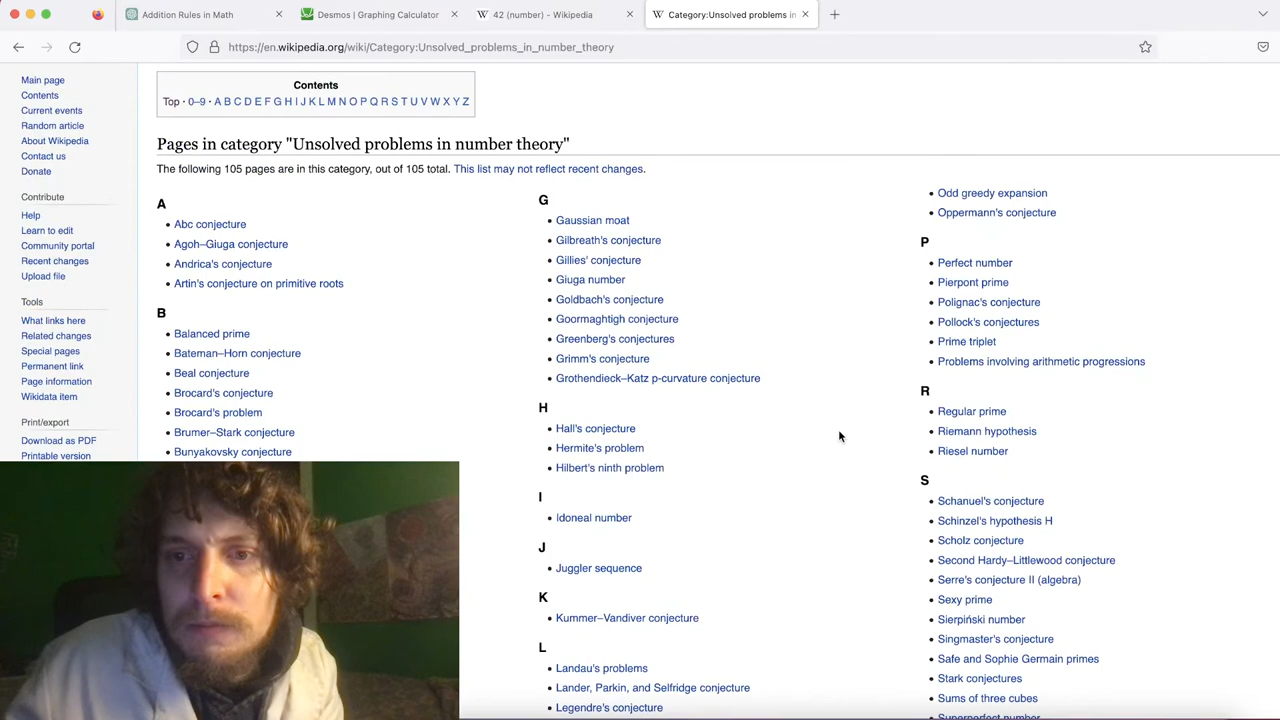 Addition Rules in Math
Desmos | Graphing Calculator
42 (number) - Wikipedia
Category:Unsolved problems in
https://en.wikipedia.org/wiki/Category:Unsolved_problems_in_number_theory
Main page
Contents
Current events
Random article
About Wikipedia
Contact us
Donate
Contribute
Help
Learn to edit
Community portal
Recent changes
Upload file
Tools
What links here
Related changes
Special pages
Permanent link
Page information
Wikidata item
Print/export
Download as PDF
Printable version
Contents
Top · 0–9 · A B C D E F G H I J K L M N O P Q R S T U V W X Y Z
Pages in category "Unsolved problems in number theory"
The following 105 pages are in this category, out of 105 total. This list may not reflect recent changes.
A
Abc conjecture
Agoh–Giuga conjecture
Andrica's conjecture
Artin's conjecture on primitive roots
B
Balanced prime
Bateman–Horn conjecture
Beal conjecture
Brocard's conjecture
Brocard's problem
Brumer–Stark conjecture
Bunyakovsky conjecture
G
Gaussian moat
Gilbreath's conjecture
Gillies' conjecture
Giuga number
Goldbach's conjecture
Goormaghtigh conjecture
Greenberg's conjectures
Grimm's conjecture
Grothendieck–Katz p-curvature conjecture
H
Hall's conjecture
Hermite's problem
Hilbert's ninth problem
I
Idoneal number
J
Juggler sequence
K
Kummer–Vandiver conjecture
L
Landau's problems
Lander, Parkin, and Selfridge conjecture
Legendre's conjecture
Odd greedy expansion
Oppermann's conjecture
P
Perfect number
Pierpont prime
Polignac's conjecture
Pollock's conjectures
Prime triplet
Problems involving arithmetic progressions
R
Regular prime
Riemann hypothesis
Riesel number
S
Schanuel's conjecture
Schinzel's hypothesis H
Scholz conjecture
Second Hardy–Littlewood conjecture
Serre's conjecture II (algebra)
Sexy prime
Sierpiński number
Singmaster's conjecture
Safe and Sophie Germain primes
Stark conjectures
Sums of three cubes
Superperfect number